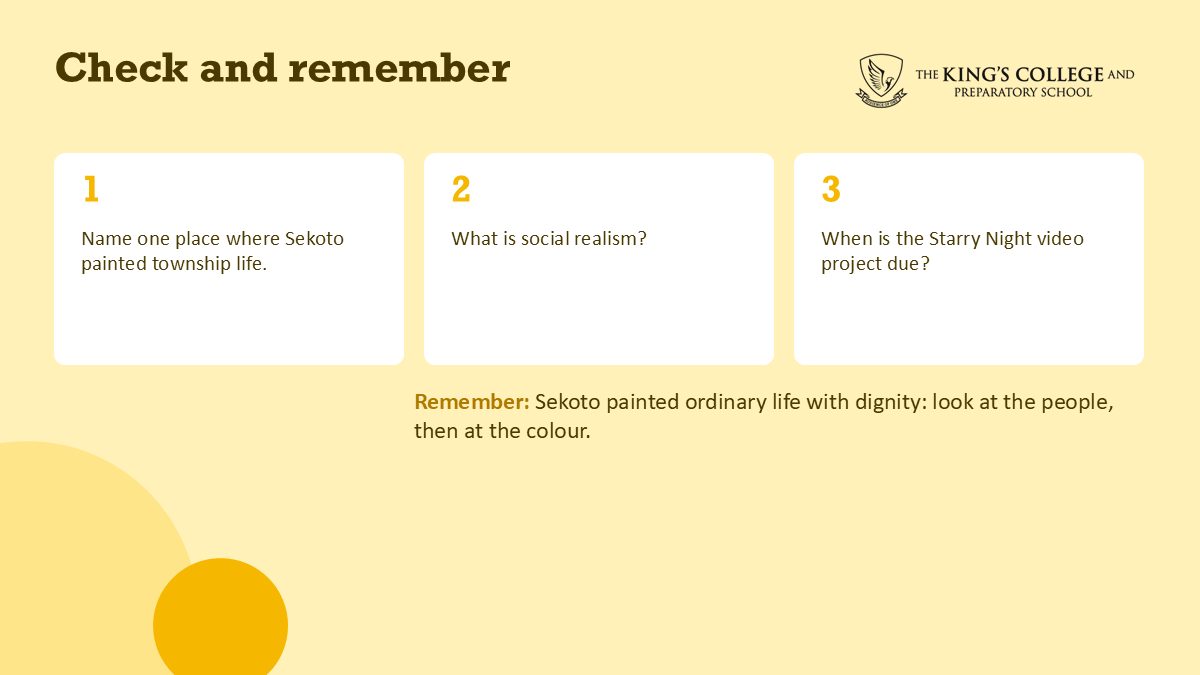 Check and remember
THE KING'S COLLEGE AND
PREPARATORY SCHOOL
1
Name one place where Sekoto
painted township life.
2
What is social realism?
3
When is the Starry Night video
project due?
Remember: Sekoto painted ordinary life with dignity: look at the people,
then at the colour.